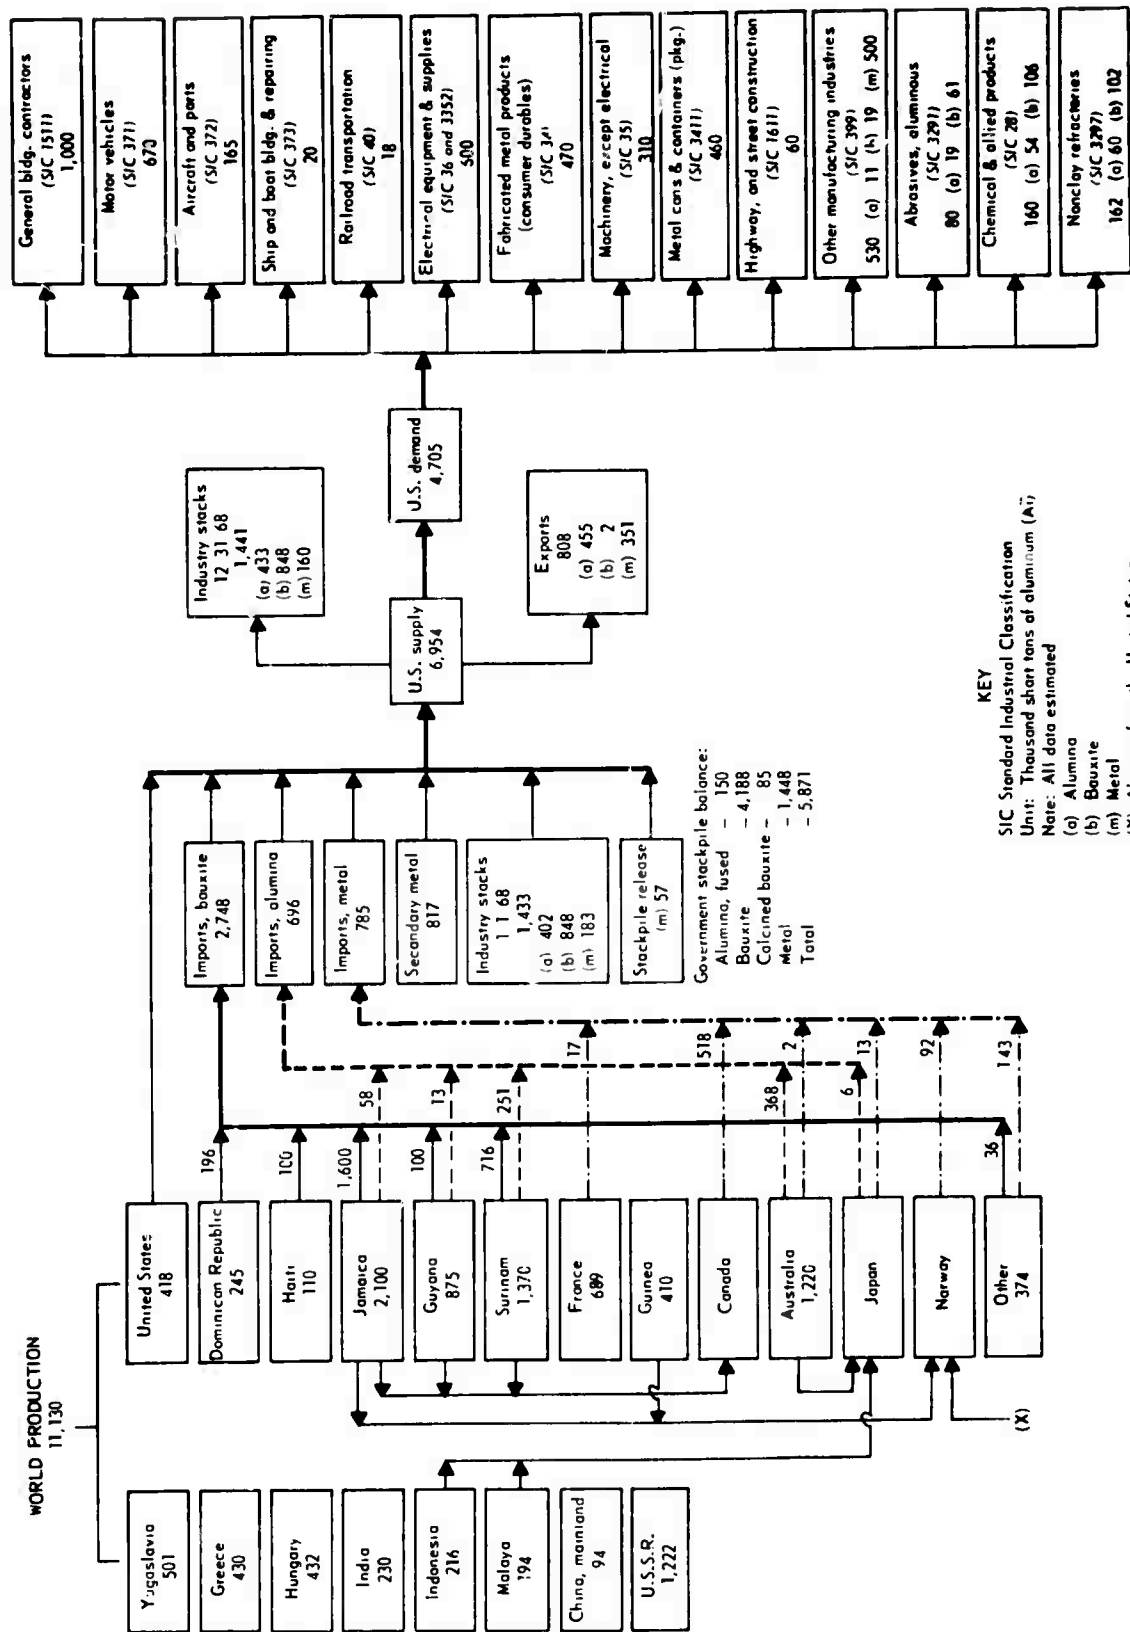 WORLD PRODUCTION
11,130
Yugoslavia
501
Greece
430
Hungary
432
India
230
Indonesia
216
Malaya
China, mainland
94
U.S.S.R.
1,222
United States
418
Dominican Republic
245
Haiti
110
Jamaica
2,100
Guyana
875
Surinam
1,370
France
689
Guinea
410
Canada
Australia
1,220
Japan
Norway
Other
374
(X)
196
100
1,600
58
100
13
716
251
17
518
368
2
6
13
92
36
143
Imports, bauxite
2,748
Imports, alumina
696
Imports, metal
785
Secondary metal
817
Industry stacks
1 1 68
1,433
(a) 402
(b) 848
(m) 183
Stackpile release
(m) 57
Government stackpile balance:
Alumina, fused – 150
Bauxite – 4,188
Calcined bauxite – 85
Metal – 1,448
Total – 5,871
U.S. supply
6,954
Industry stacks
12 31 68
1,441
(a) 433
(b) 848
(m) 160
Exports
808
(a) 455
(b) 2
(m) 351
U.S. demand
4,705
General bldg. contractors
(SIC 1511)
1,000
Motor vehicles
(SIC 371)
670
Aircraft and parts
(SIC 372)
165
Ship and boat bldg. & repairing
(SIC 373)
20
Railroad transportation
(SIC 40)
18
Electrical equipment & supplies
(SIC 36 and 3352)
500
Fabricated metal products
(consumer durables)
(SIC 34)
470
Machinery, except electrical
(SIC 35)
310
Metal cans & containers (pkg.)
(SIC 3411)
460
Highway, and street construction
(SIC 1611)
60
Other manufacturing industries
(SIC 399)
530 (a) 11 (b) 19 (m) 500
Abrasives, aluminous
(SIC 3291)
80 (a) 19 (b) 61
Chemical & allied products
(SIC 28)
160 (a) 54 (b) 106
Nonclay refractories
(SIC 3297)
162 (a) 60 (b) 102
KEY
SIC Standard Industrial Classification
Unit: Thousand short tons of aluminum (Al)
Note: All data estimated
(a) Alumina
(b) Bauxite
(m) Metal